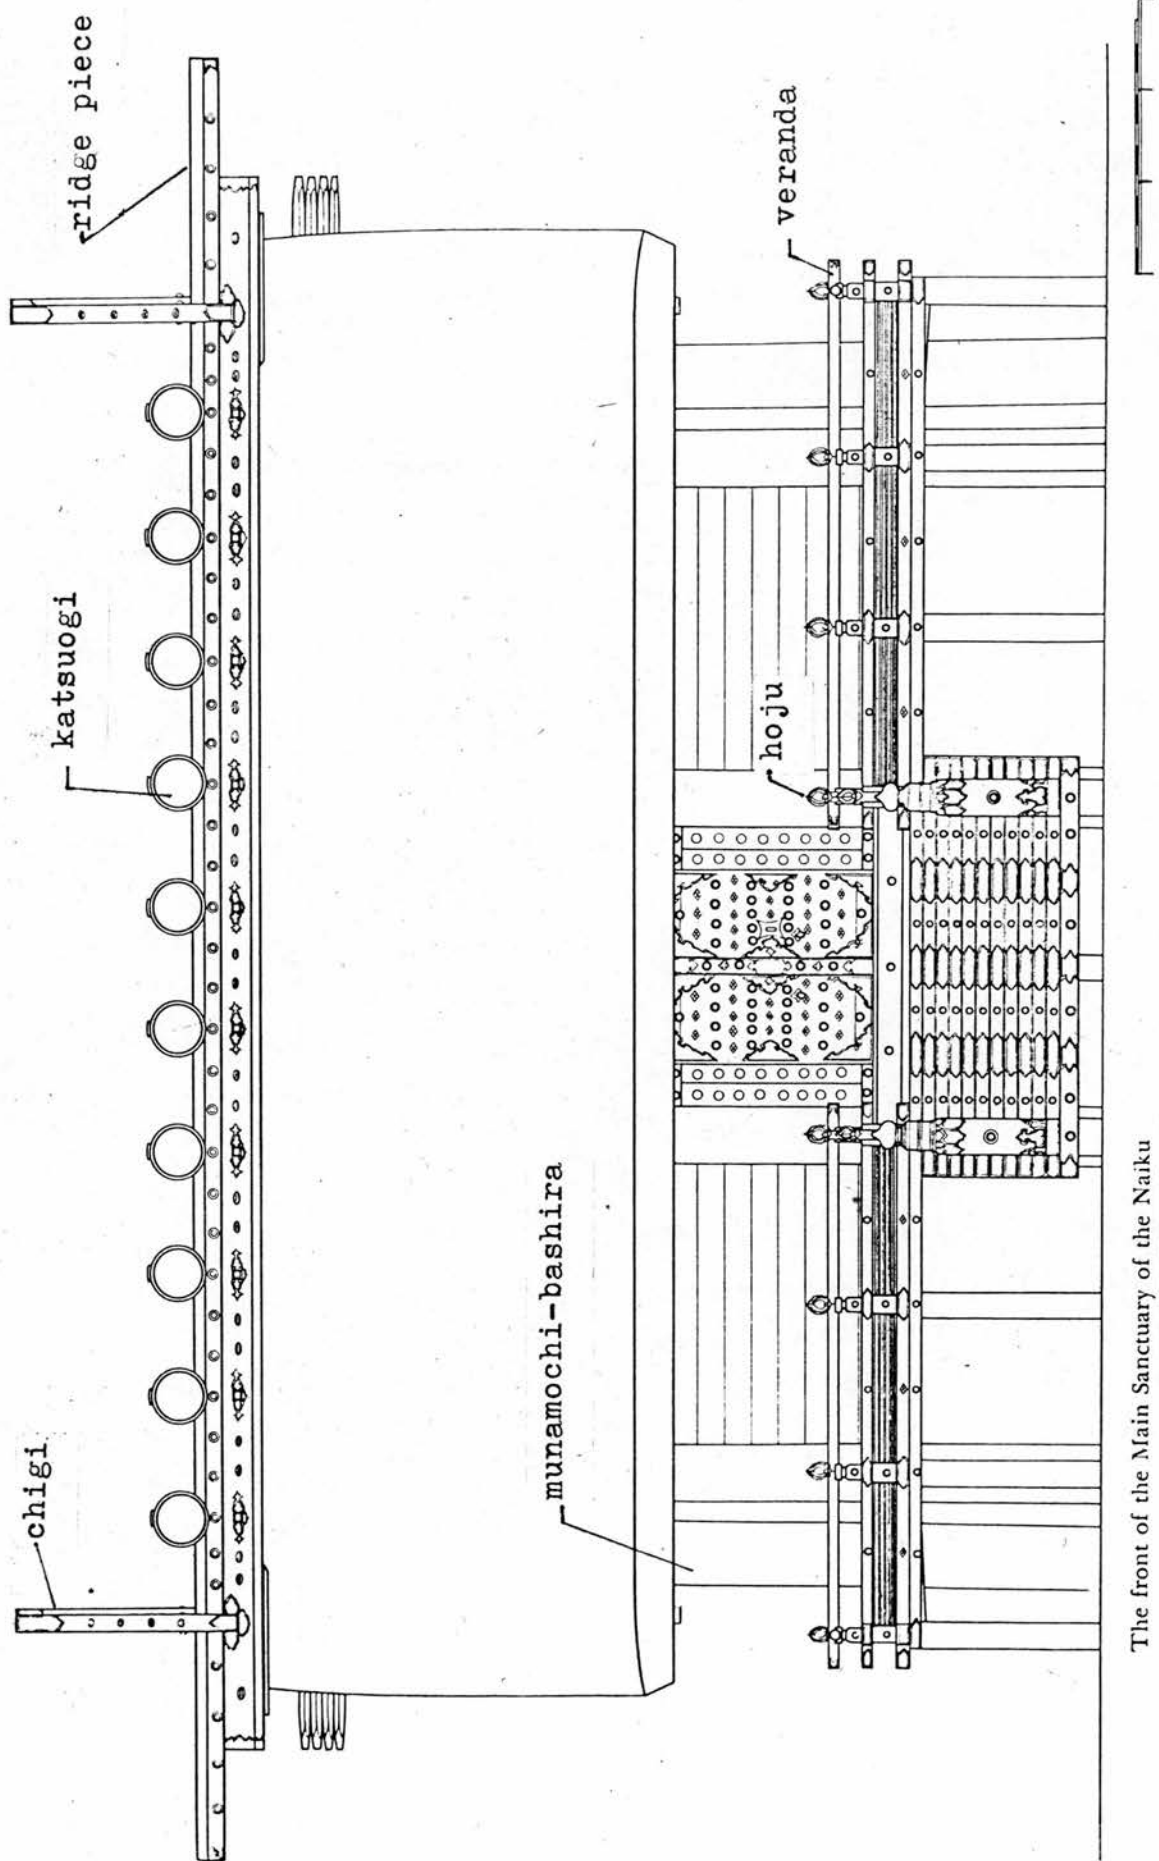 chigi
katsuogi
ridge piece
munamochi-bashira
hoju
veranda
The front of the Main Sanctuary of the Naiku